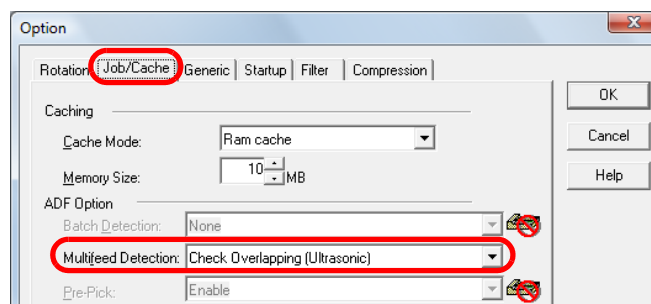 Option
Rotation Job/Cache Generic Startup Filter Compression
OK
Caching
Cache Mode: Ram cache
Cancel
Memory Size: 10 MB
Help
ADF Option
Batch Detection: None
Multifeed Detection: Check Overlapping (Ultrasonic)
Pre-Pick: Enable